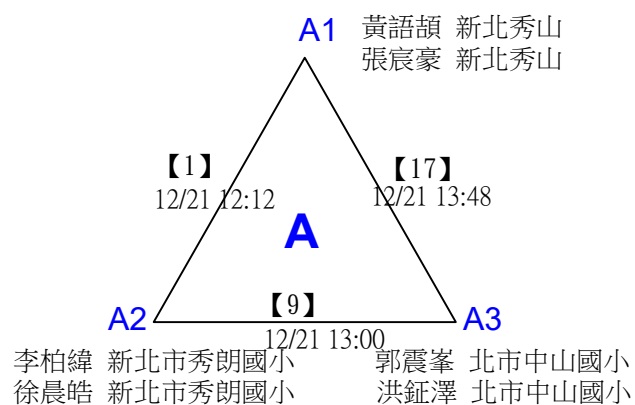 A1
黃語頡 新北秀山
張宸豪 新北秀山
【1】
12/21 12:12
【17】
12/21 13:48
A
【9】
12/21 13:00
A2
A3
李柏緯 新北市秀朗國小
徐晨皓 新北市秀朗國小
郭震峯 北市中山國小
洪鉦澤 北市中山國小